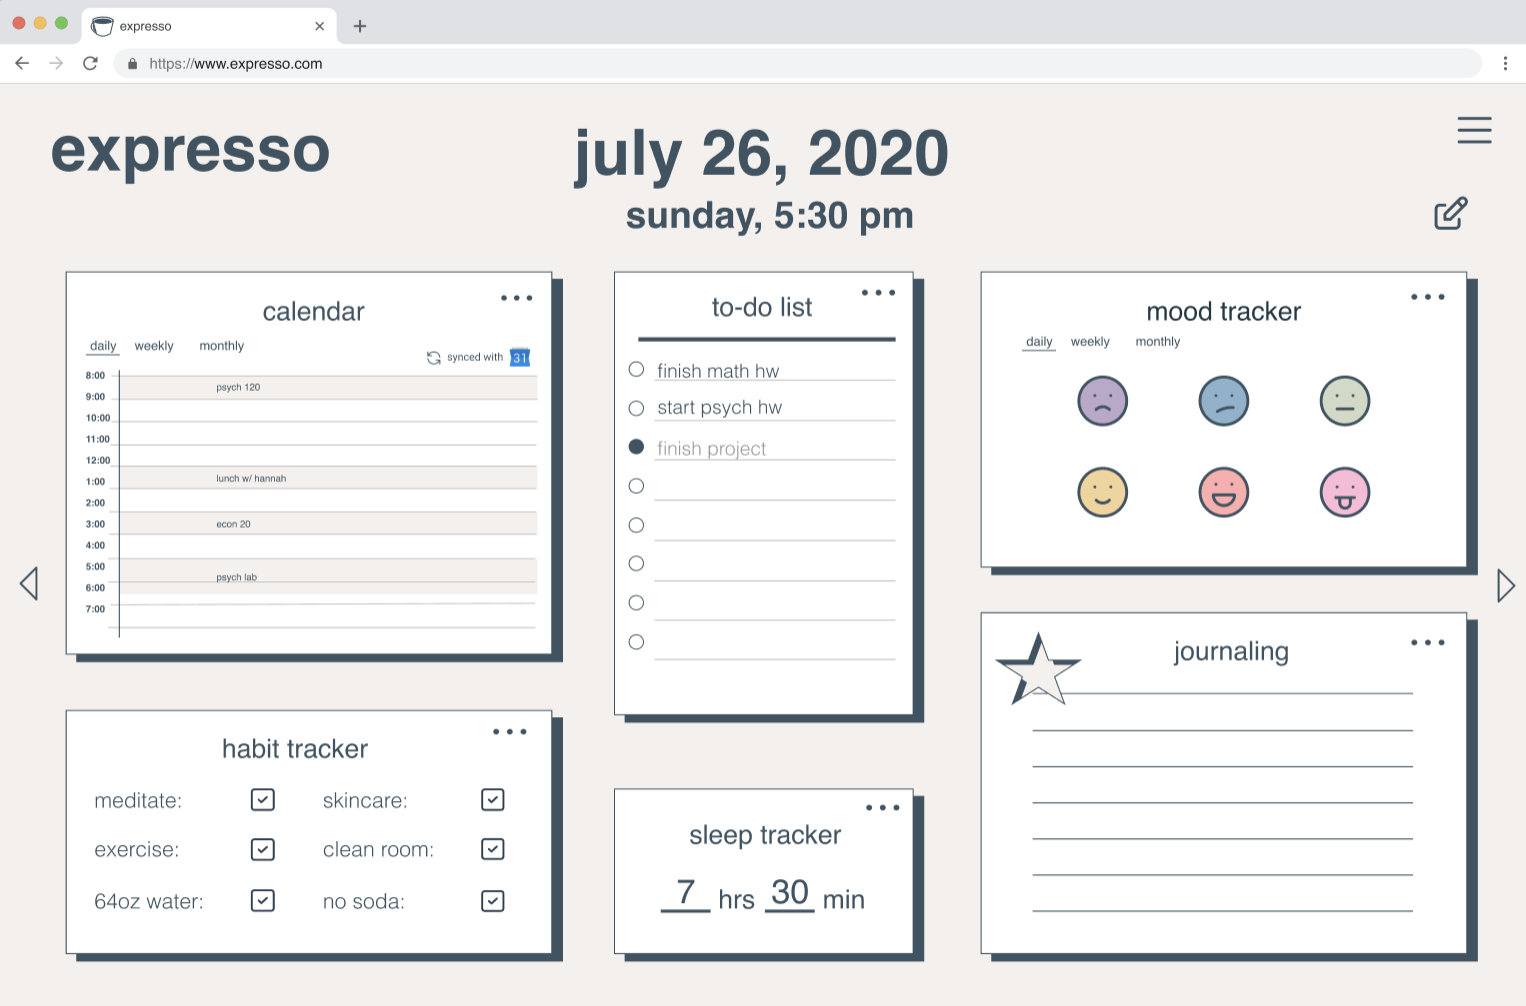 expresso
https://www.expresso.com
expresso
july 26, 2020
sunday, 5:30 pm
calendar
daily weekly monthly
synced with 31
8:00
psych 120
9:00
10:00
11:00
12:00
lunch w/ hannah
1:00
2:00
3:00
econ 20
4:00
5:00
psych lab
6:00
7:00
habit tracker
meditate: skincare:
exercise: clean room:
64oz water: no soda:
to-do list
finish math hw
start psych hw
finish project
sleep tracker
7 hrs 30 min
mood tracker
daily weekly monthly
journaling